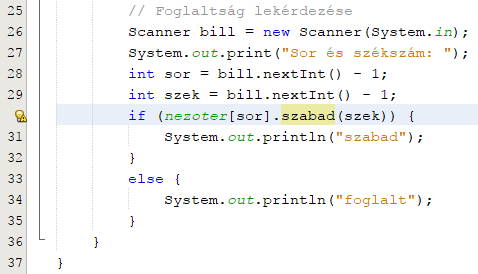 25 // Foglaltság lekérdezése
26 Scanner bill = new Scanner(System.in);
27 System.out.print("Sor és székszám: ");
28 int sor = bill.nextInt() - 1;
29 int szek = bill.nextInt() - 1;
if (nezoter[sor].szabad(szek)) {
31 System.out.println("szabad");
32 }
33 else {
34 System.out.println("foglalt");
35 }
36 }
37 }